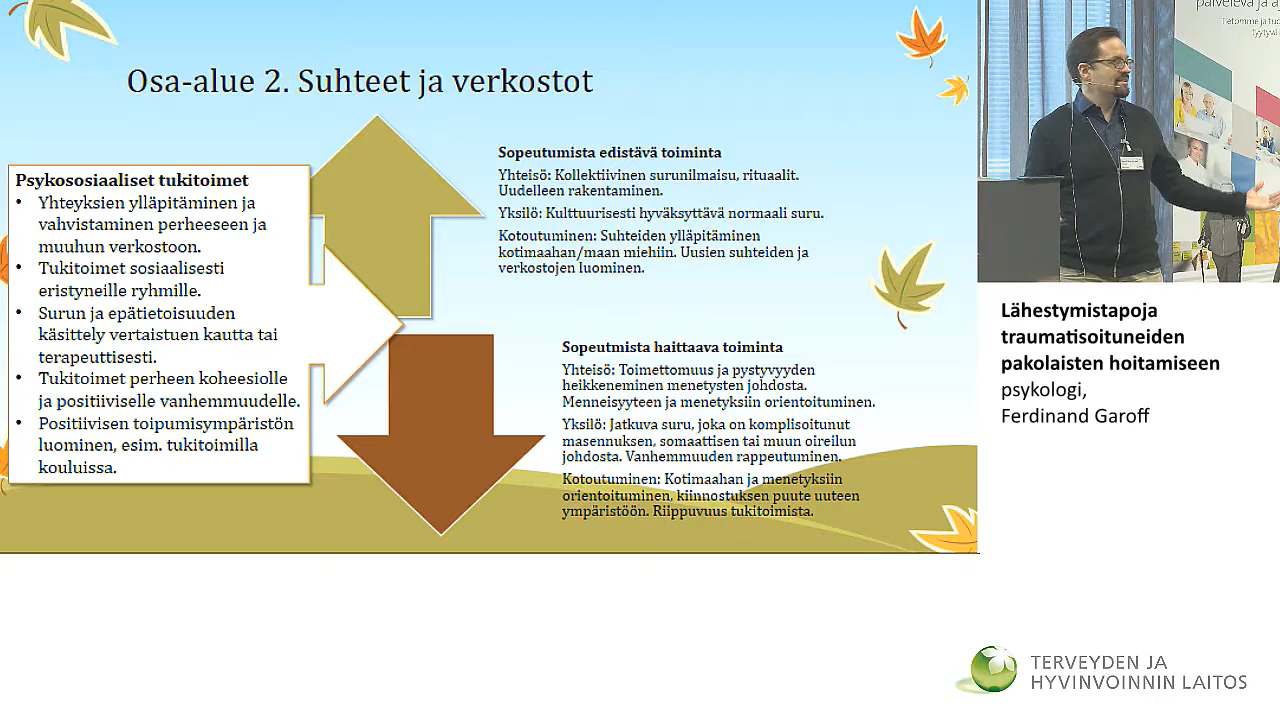 Osa-alue 2. Suhteet ja verkostot
Psykososiaaliset tukitoimet
• Yhteyksien ylläpitäminen ja
vahvistaminen perheeseen ja
muuhun verkostoon.
• Tukitoimet sosiaalisesti
eristyneille ryhmille.
• Surun ja epätietoisuuden
käsittely vertaistuen kautta tai
terapeuttisesti.
• Tukitoimet perheen koheesiolle
ja positiiviselle vanhemmuudelle.
• Positiivisen toipumisympäristön
luominen, esim. tukitoimilla
kouluissa.
Sopeutumista edistävä toiminta
Yhteisö: Kollektiivinen surunilmaisu, rituaalit.
Uudelleen rakentaminen.
Yksilö: Kulttuurisesti hyväksyttävä normaali suru.
Kotoutuminen: Suhteiden ylläpitäminen
kotimaahan/maan miehiin. Uusien suhteiden ja
verkostojen luominen.
Sopeutmista haittaava toiminta
Yhteisö: Toimettomuus ja pystyvyyden
heikkeneminen menetysten johdosta.
Menneisyyteen ja menetyksiin orientoituminen.
Yksilö: Jatkuva suru, joka on komplisoitunut
masennuksen, somaattisen tai muun oireilun
johdosta. Vanhemmuuden rappeutuminen.
Kotoutuminen: Kotimaahan ja menetyksiin
orientoituminen, kiinnostuksen puute uuteen
ympäristöön. Riippuvuus tukitoimista.
palveleva ja
Tietomme ja
Lähestymistapoja
traumatisoituneiden
pakolaisten hoitamiseen
psykologi,
Ferdinand Garoff
TERVEYDEN JA
HYVINVOINNIN LAITOS